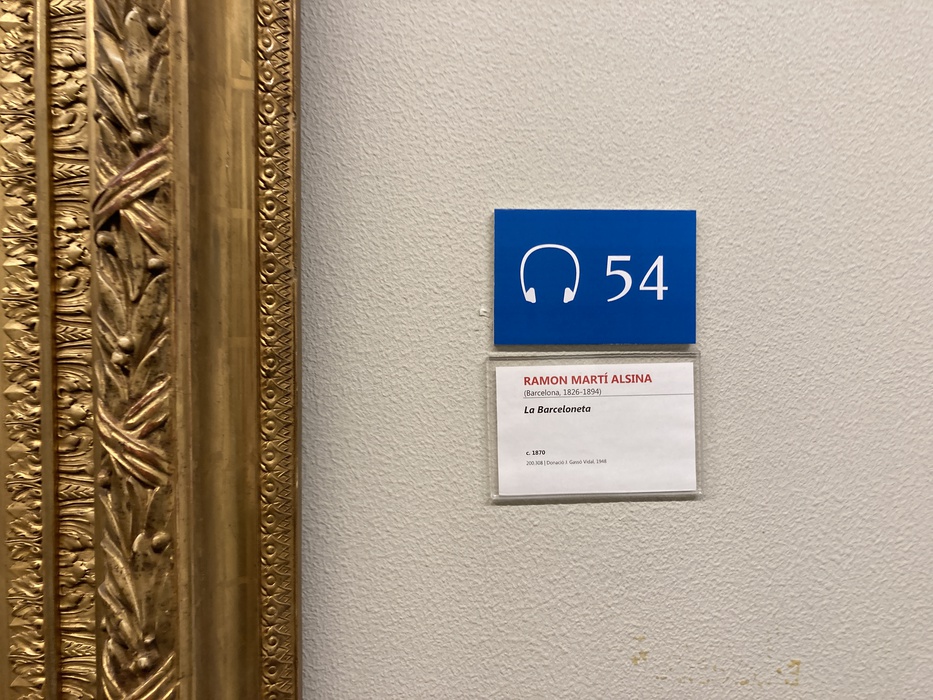 54
RAMON MARTÍ ALSINA
(Barcelona, 1826-1894)
La Barceloneta
c. 1870
200.308 | Donació J. Gassó Vidal, 1948